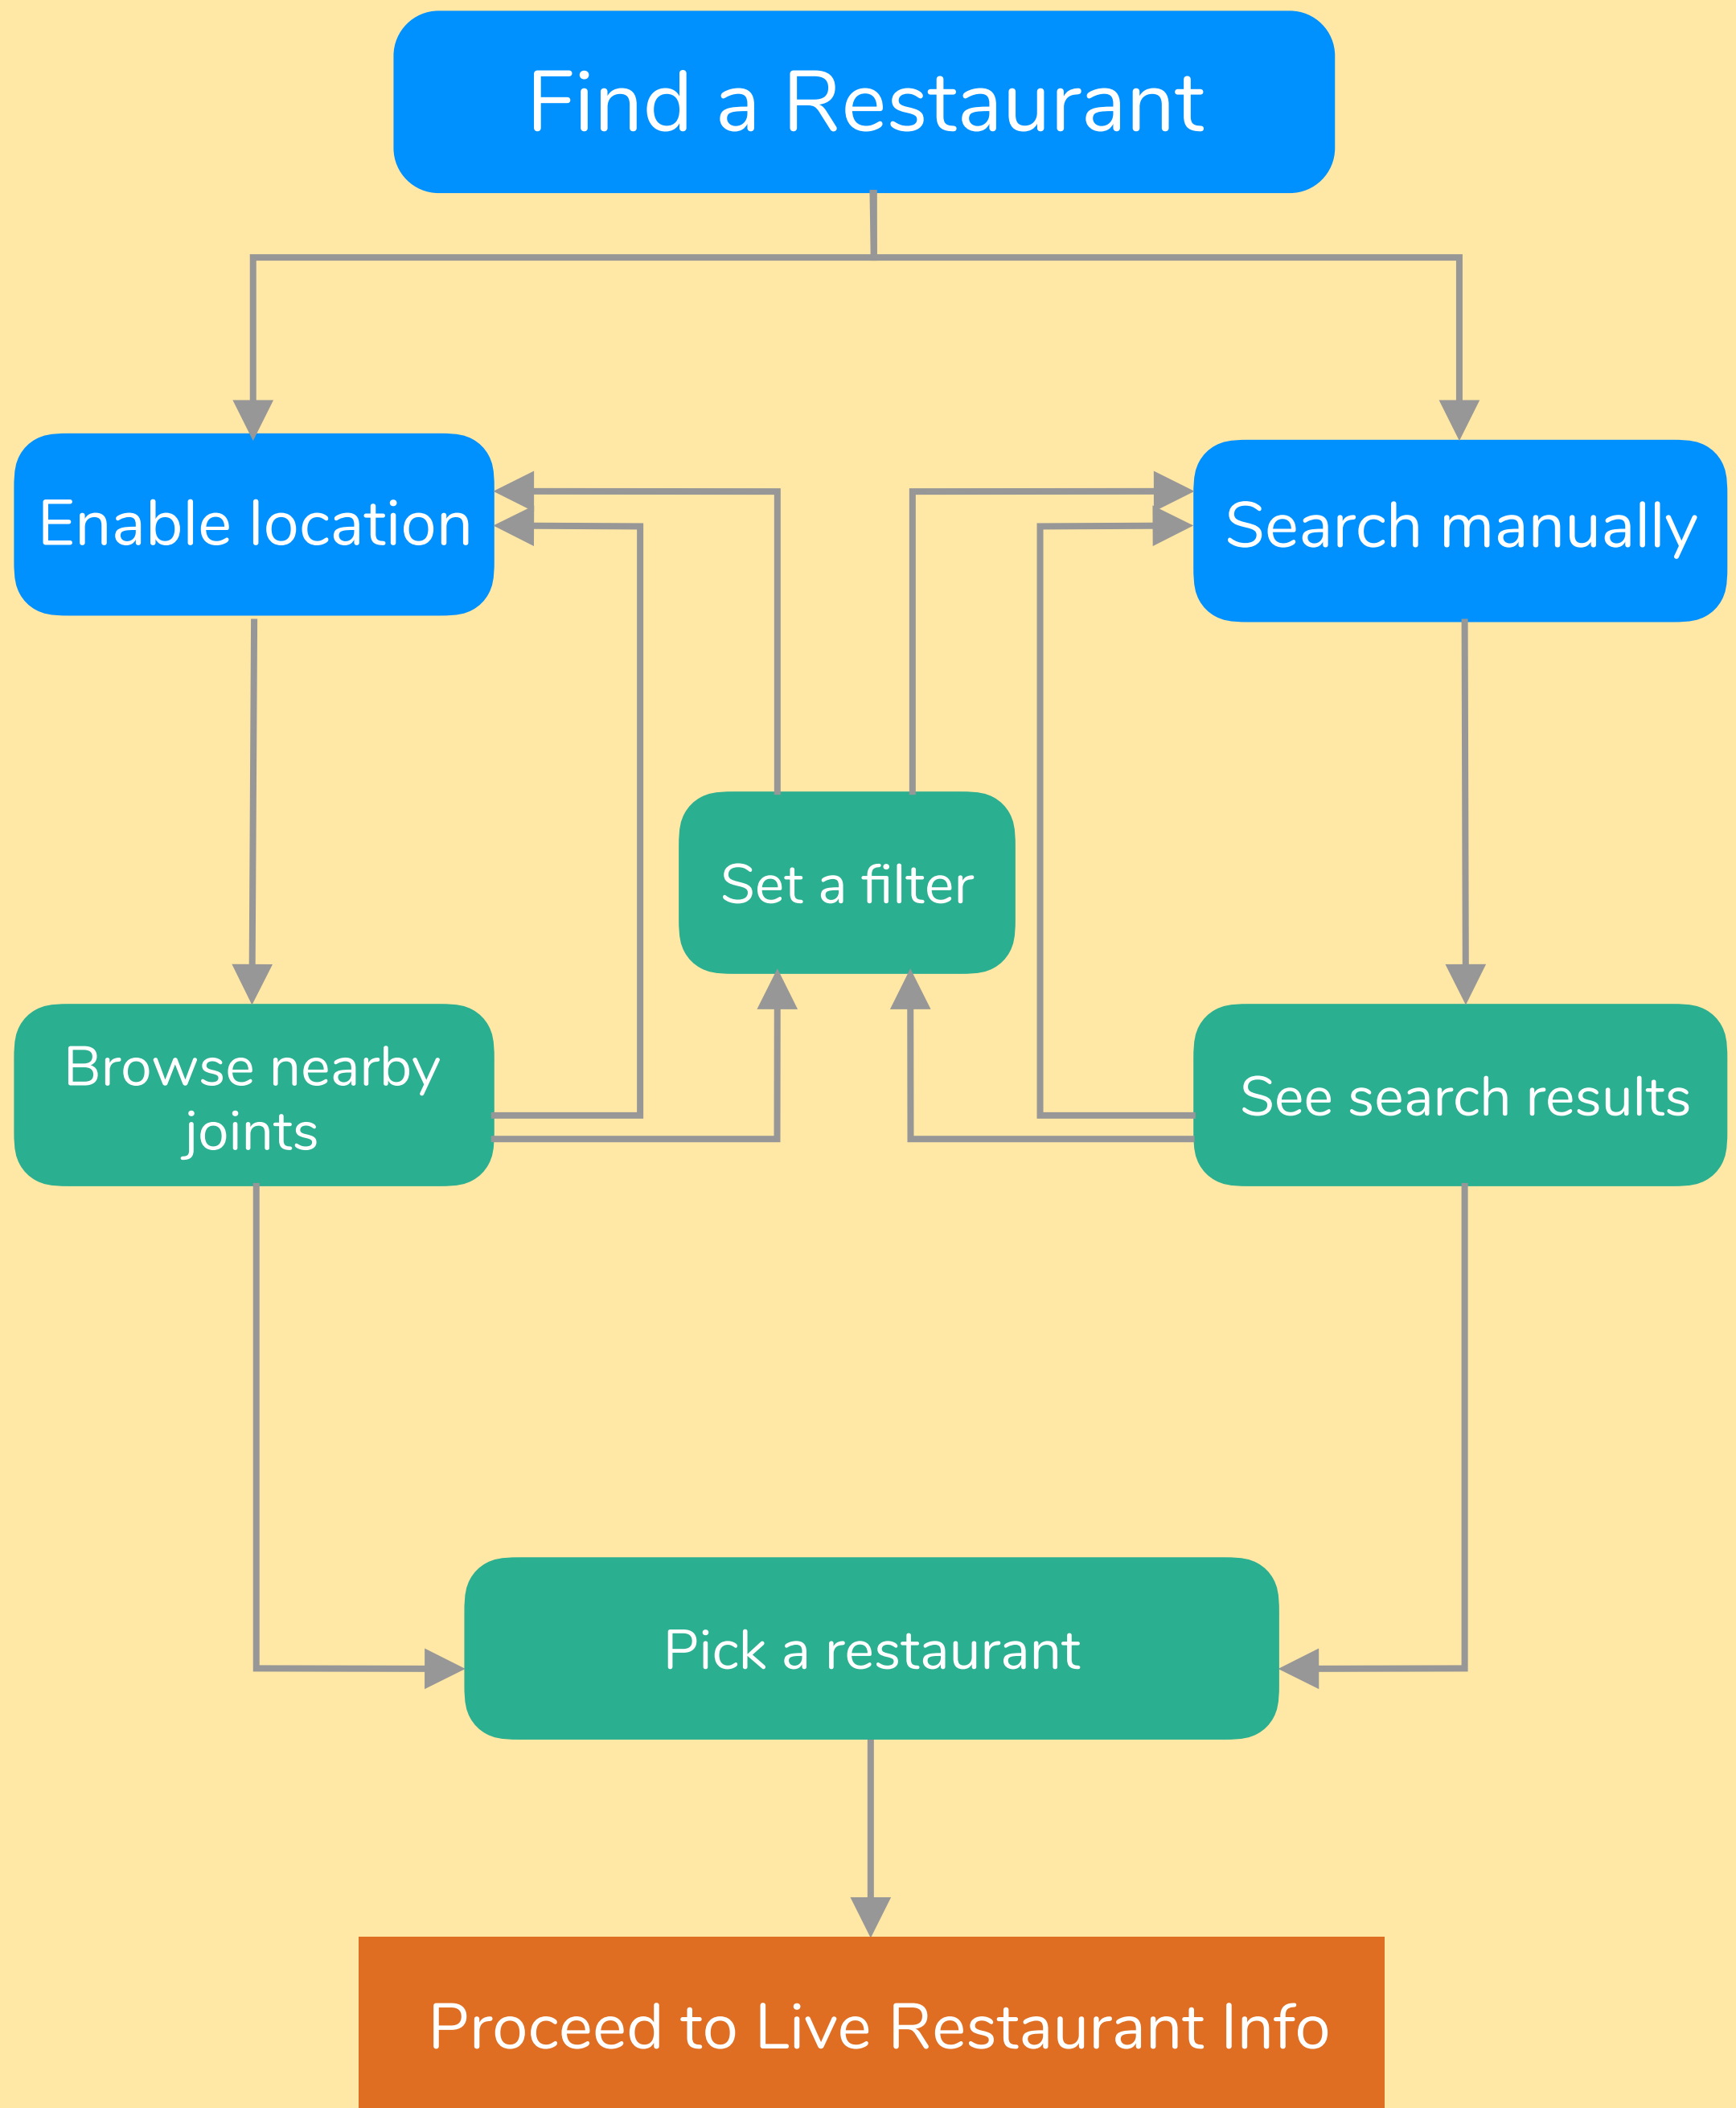 Find a Restaurant
Enable location
Search manually
Set a filter
Browse nearby
joints
See search results
Pick a restaurant
Proceed to Live Restaurant Info